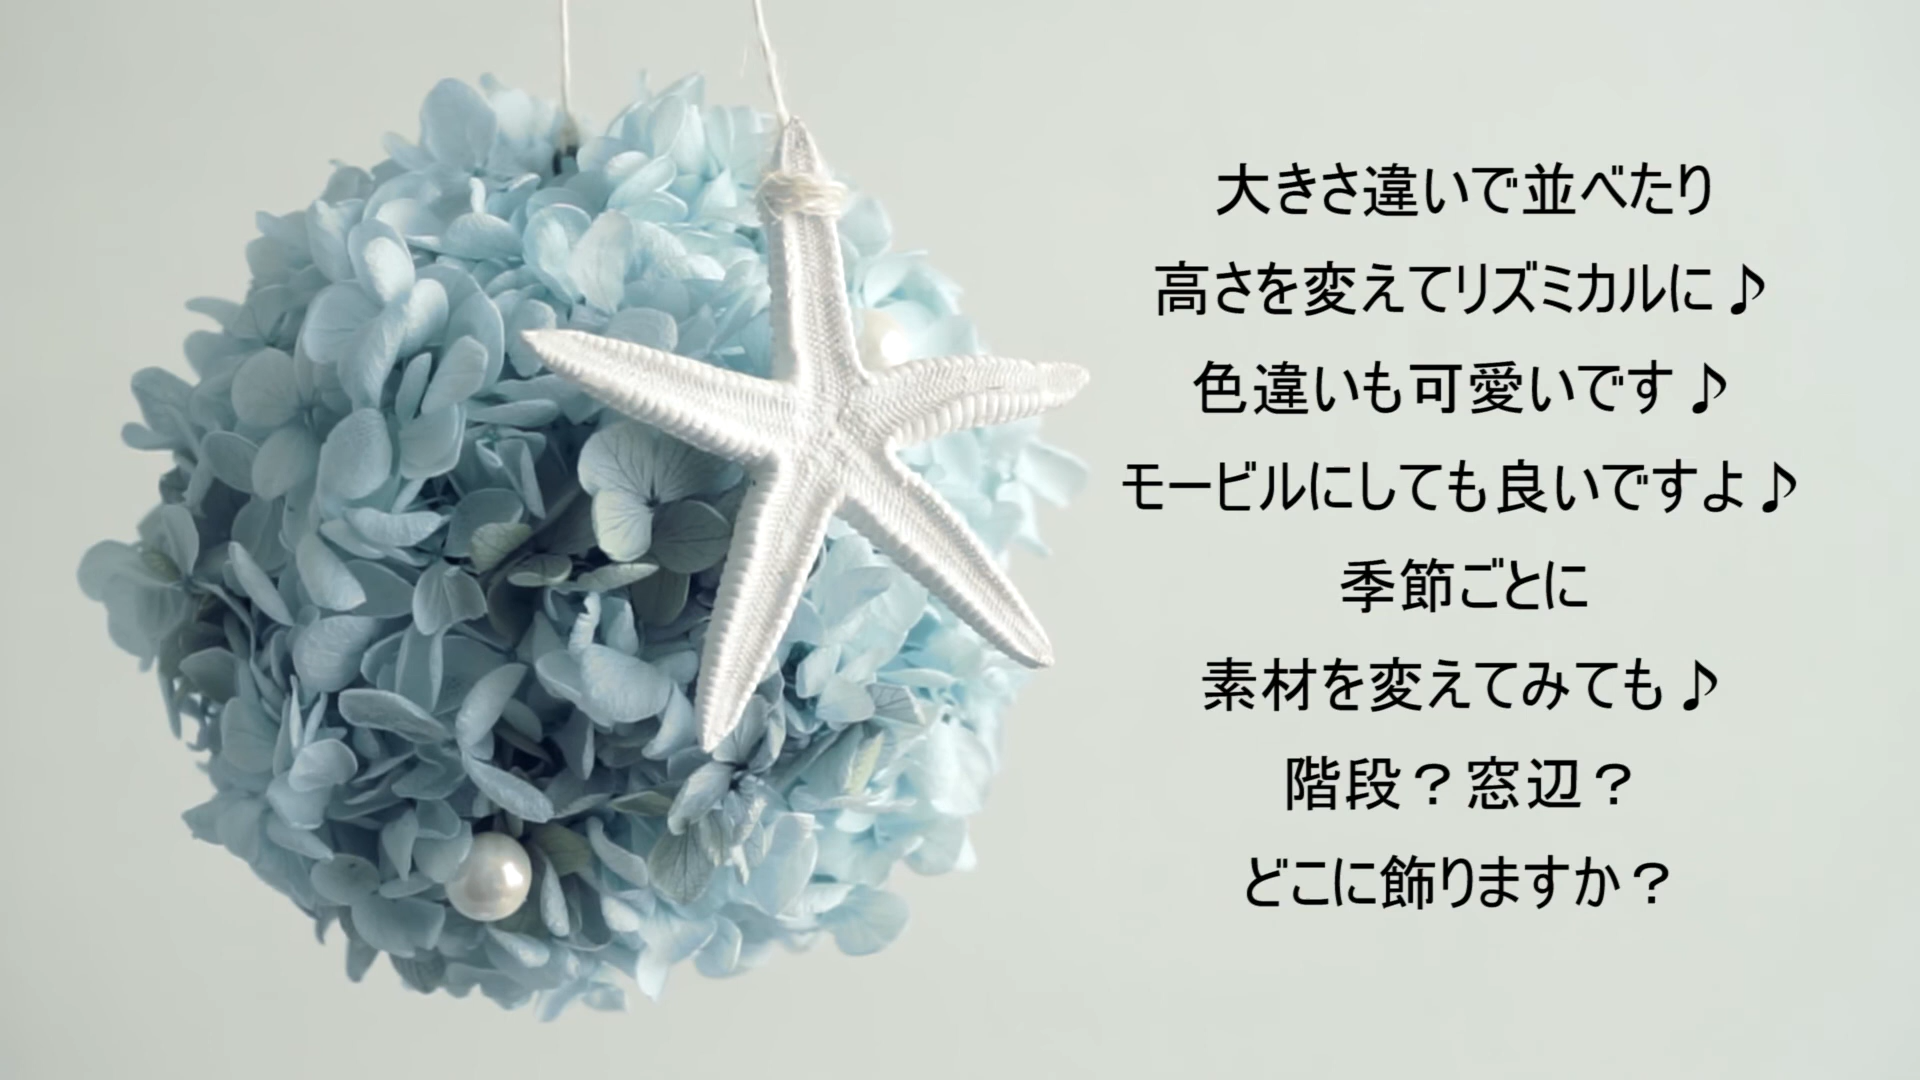 大きさ違いで並べたり
高さを変えてリズミカルに♪
色違いも可愛いです♪
モービルにしても良いですよ♪
季節ごとに
素材を変えてみても♪
階段？窓辺？
どこに飾りますか？